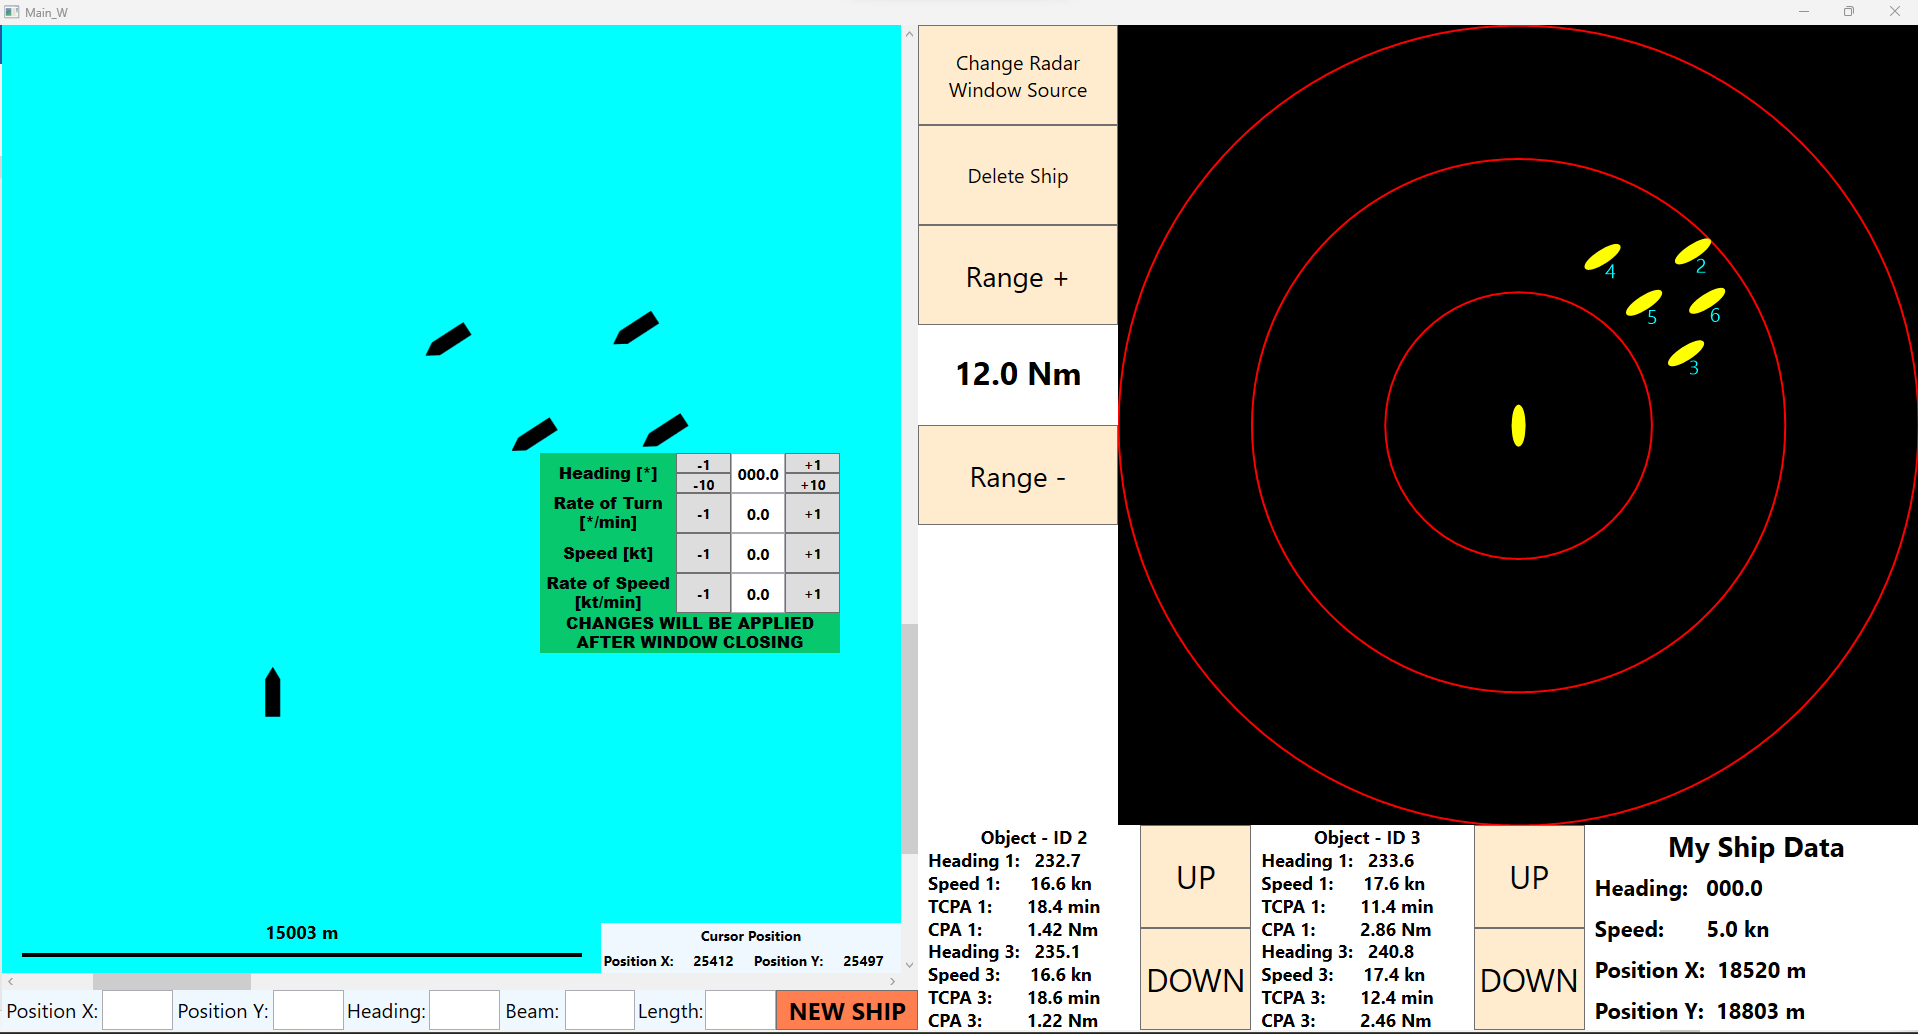 Main_W
Heading [*]
-1
-10
000.0
+1
+10
Rate of Turn
[*/min]
-1
0.0
+1
Speed [kt]
-1
0.0
+1
Rate of Speed
[kt/min]
-1
0.0
+1
CHANGES WILL BE APPLIED
AFTER WINDOW CLOSING
15003 m
Cursor Position
Position X: 25412 Position Y: 25497
Position X:
Position Y:
Heading:
Beam:
Length:
NEW SHIP
Change Radar
Window Source
Delete Ship
Range +
12.0 Nm
Range -
4
2
5
6
3
Object - ID 2
Heading 1: 232.7
Speed 1: 16.6 kn
TCPA 1: 18.4 min
CPA 1: 1.42 Nm
Heading 3: 235.1
Speed 3: 16.6 kn
TCPA 3: 18.6 min
CPA 3: 1.22 Nm
UP
DOWN
Object - ID 3
Heading 1: 233.6
Speed 1: 17.6 kn
TCPA 1: 11.4 min
CPA 1: 2.86 Nm
Heading 3: 240.8
Speed 3: 17.4 kn
TCPA 3: 12.4 min
CPA 3: 2.46 Nm
UP
DOWN
My Ship Data
Heading: 000.0
Speed: 5.0 kn
Position X: 18520 m
Position Y: 18803 m